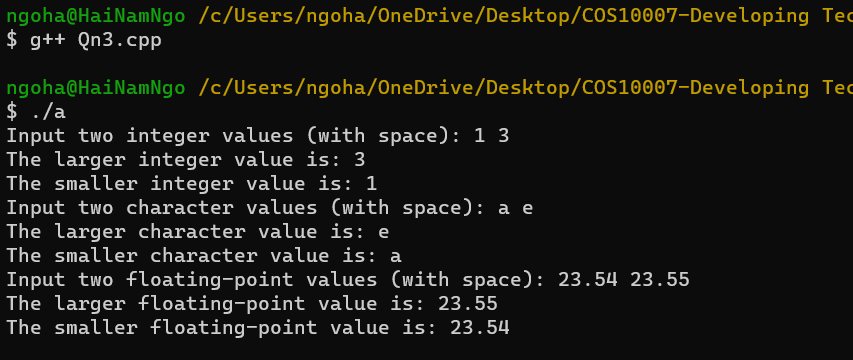 ngoha@HaiNamNgo /c/Users/ngoha/OneDrive/Desktop/COS10007-Developing Tec
$ g++ Qn3.cpp
ngoha@HaiNamNgo /c/Users/ngoha/OneDrive/Desktop/COS10007-Developing Tec
$ ./a
Input two integer values (with space): 1 3
The larger integer value is: 3
The smaller integer value is: 1
Input two character values (with space): a e
The larger character value is: e
The smaller character value is: a
Input two floating-point values (with space): 23.54 23.55
The larger floating-point value is: 23.55
The smaller floating-point value is: 23.54